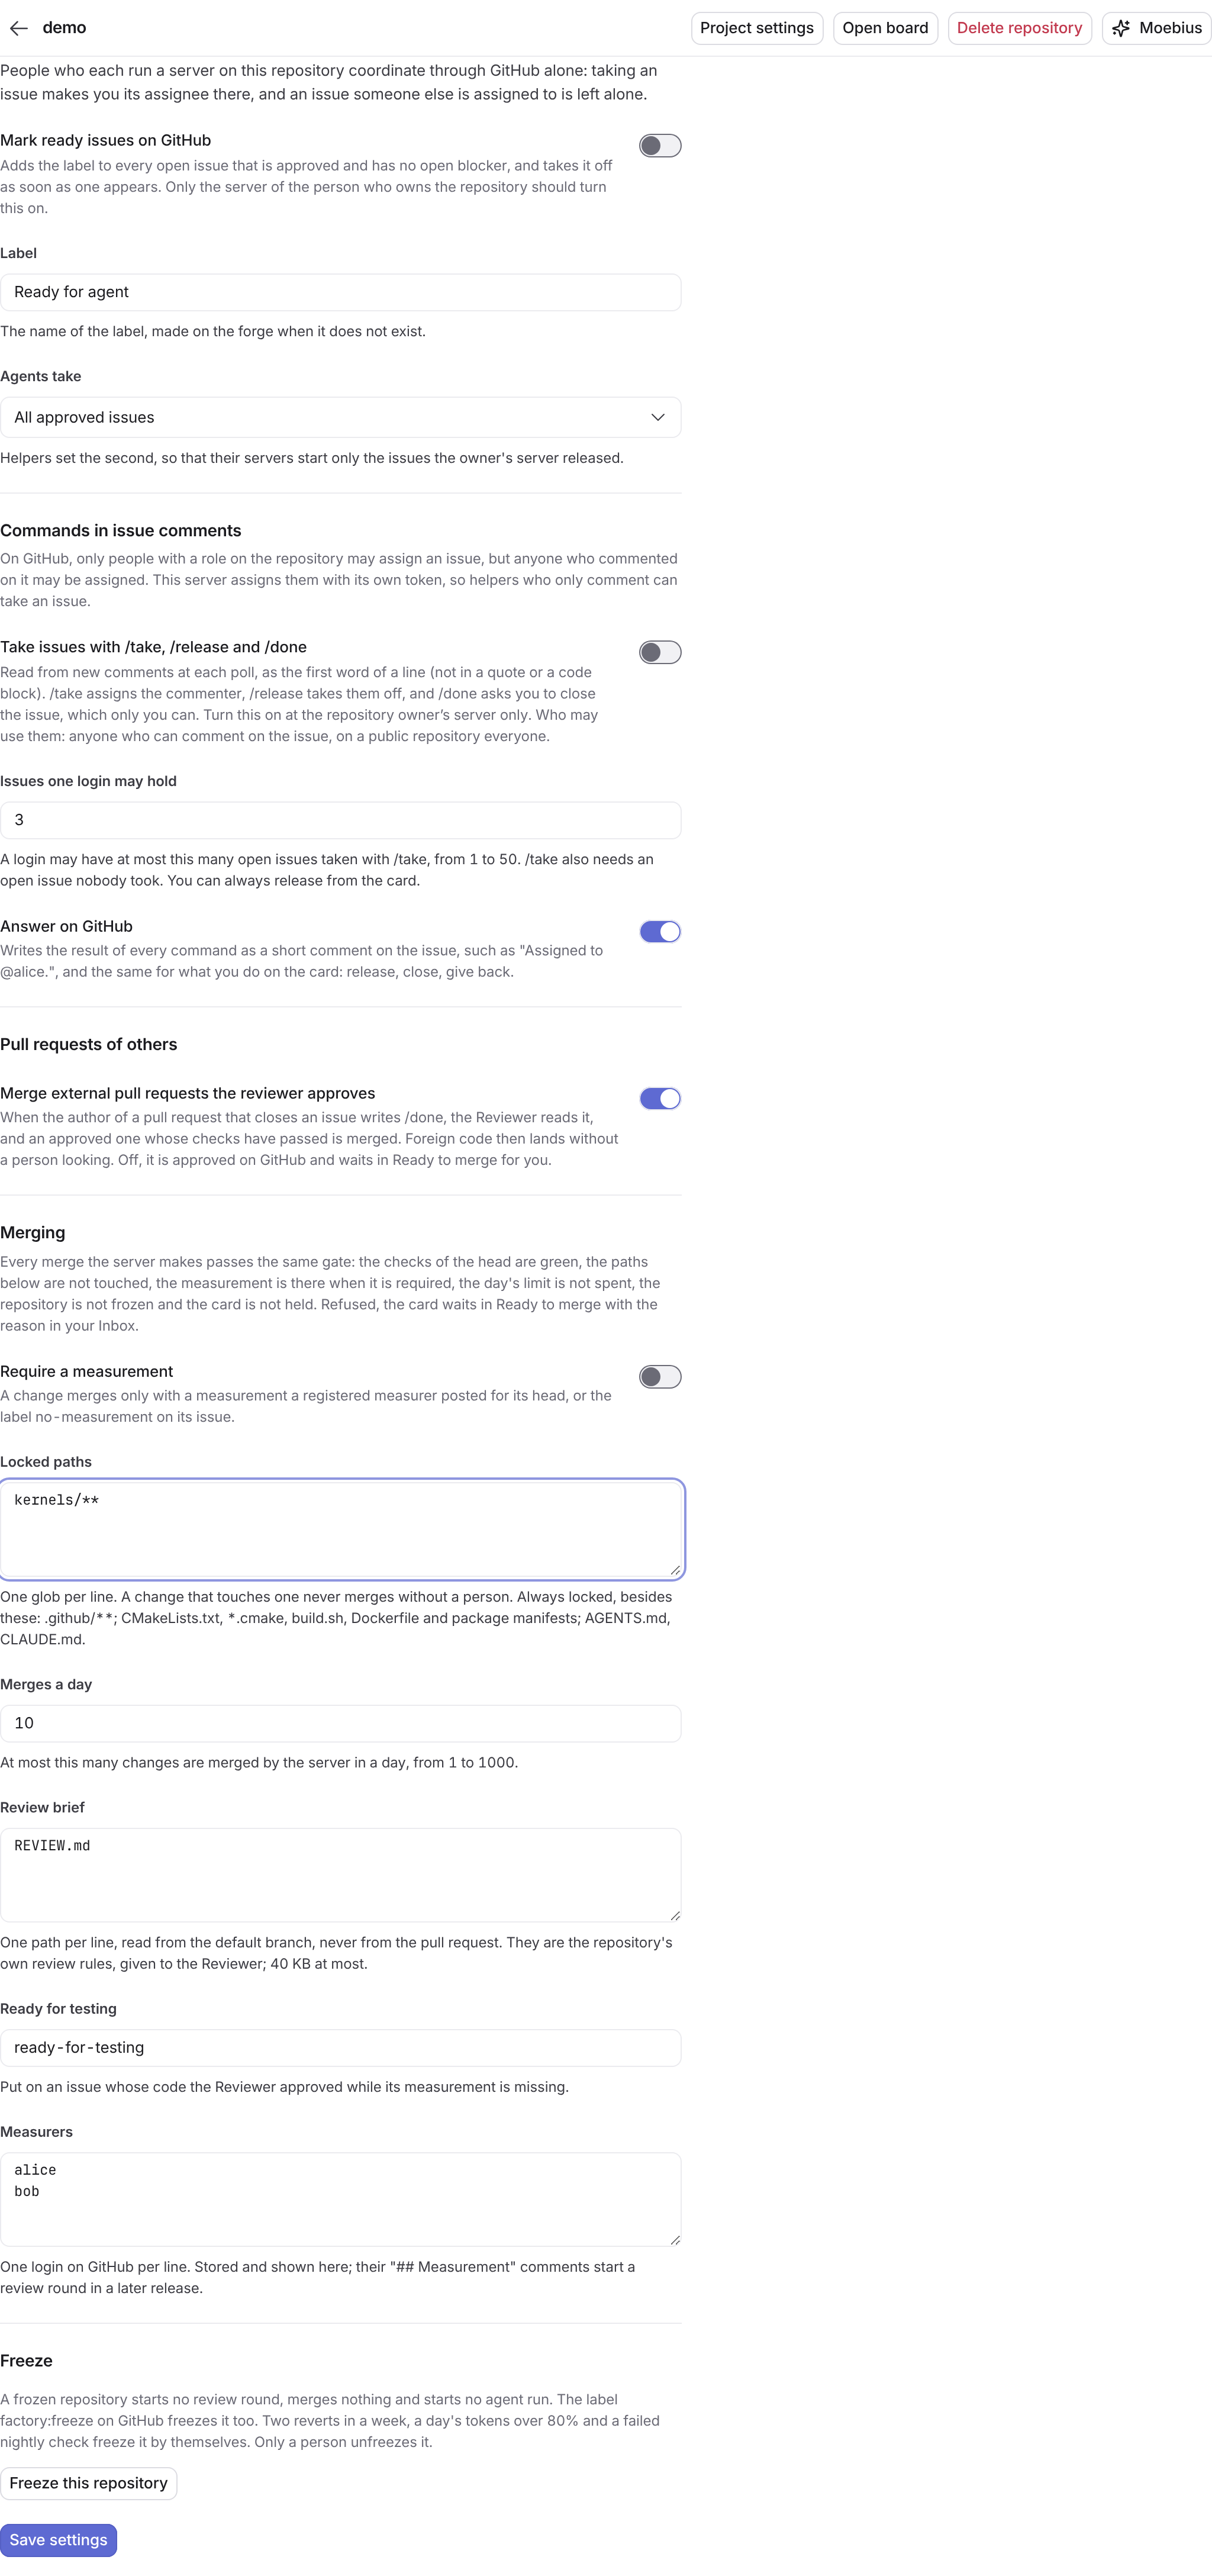 demo
Project settings
Open board
Delete repository
Moebius
People who each run a server on this repository coordinate through GitHub alone: taking an
issue makes you its assignee there, and an issue someone else is assigned to is left alone.
Mark ready issues on GitHub
Adds the label to every open issue that is approved and has no open blocker, and takes it off
as soon as one appears. Only the server of the person who owns the repository should turn
this on.
Label
Ready for agent
The name of the label, made on the forge when it does not exist.
Agents take
All approved issues
Helpers set the second, so that their servers start only the issues the owner's server released.
Commands in issue comments
On GitHub, only people with a role on the repository may assign an issue, but anyone who commented
on it may be assigned. This server assigns them with its own token, so helpers who only comment can
take an issue.
Take issues with /take, /release and /done
Read from new comments at each poll, as the first word of a line (not in a quote or a code
block). /take assigns the commenter, /release takes them off, and /done asks you to close
the issue, which only you can. Turn this on at the repository owner’s server only. Who may
use them: anyone who can comment on the issue, on a public repository everyone.
Issues one login may hold
3
A login may have at most this many open issues taken with /take, from 1 to 50. /take also needs an
open issue nobody took. You can always release from the card.
Answer on GitHub
Writes the result of every command as a short comment on the issue, such as "Assigned to
@alice.", and the same for what you do on the card: release, close, give back.
Pull requests of others
Merge external pull requests the reviewer approves
When the author of a pull request that closes an issue writes /done, the Reviewer reads it,
and an approved one whose checks have passed is merged. Foreign code then lands without
a person looking. Off, it is approved on GitHub and waits in Ready to merge for you.
Merging
Every merge the server makes passes the same gate: the checks of the head are green, the paths
below are not touched, the measurement is there when it is required, the day's limit is not spent, the
repository is not frozen and the card is not held. Refused, the card waits in Ready to merge with the
reason in your Inbox.
Require a measurement
A change merges only with a measurement a registered measurer posted for its head, or the
label no-measurement on its issue.
Locked paths
kernels/**
One glob per line. A change that touches one never merges without a person. Always locked, besides
these: .github/**; CMakeLists.txt, *.cmake, build.sh, Dockerfile and package manifests; AGENTS.md,
CLAUDE.md.
Merges a day
10
At most this many changes are merged by the server in a day, from 1 to 1000.
Review brief
REVIEW.md
One path per line, read from the default branch, never from the pull request. They are the repository's
own review rules, given to the Reviewer; 40 KB at most.
Ready for testing
ready-for-testing
Put on an issue whose code the Reviewer approved while its measurement is missing.
Measurers
alice
bob
One login on GitHub per line. Stored and shown here; their "## Measurement" comments start a
review round in a later release.
Freeze
A frozen repository starts no review round, merges nothing and starts no agent run. The label
factory:freeze on GitHub freezes it too. Two reverts in a week, a day's tokens over 80% and a failed
nightly check freeze it by themselves. Only a person unfreezes it.
Freeze this repository
Save settings